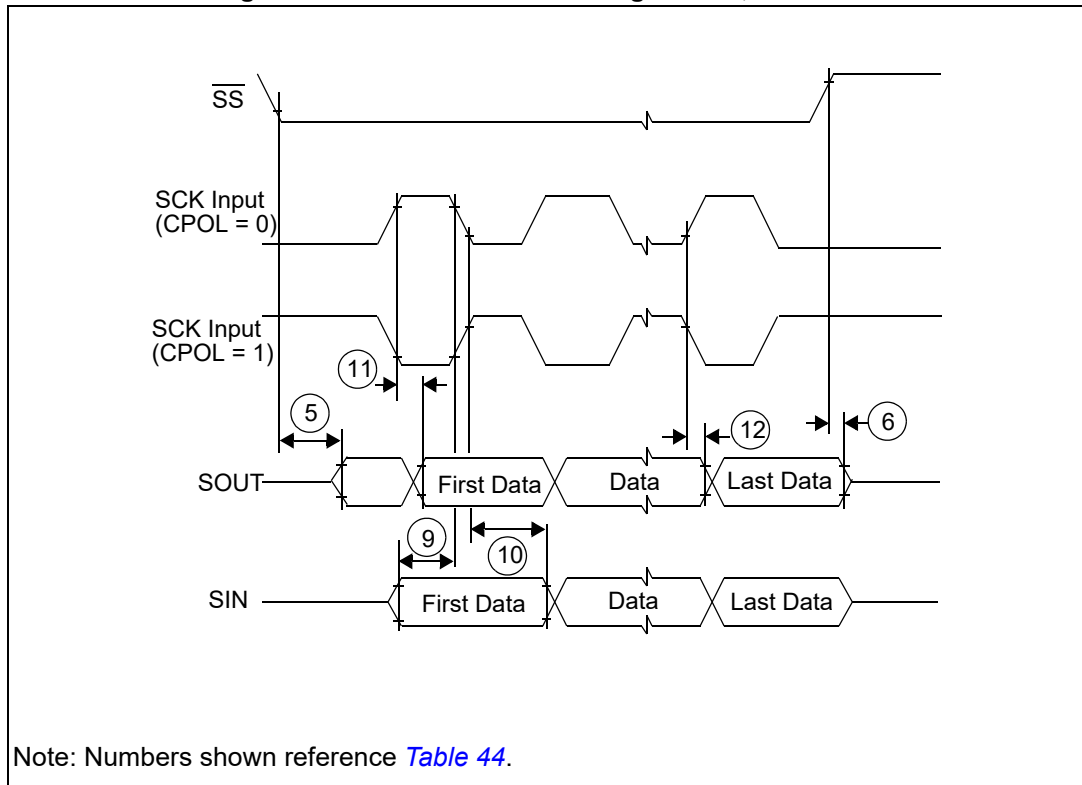 SS
SCK Input
(CPOL = 0)
SCK Input
(CPOL = 1)
11
5
12
6
SOUT
First Data
Data
Last Data
9
10
SIN
First Data
Data
Last Data
Note: Numbers shown reference Table 44.